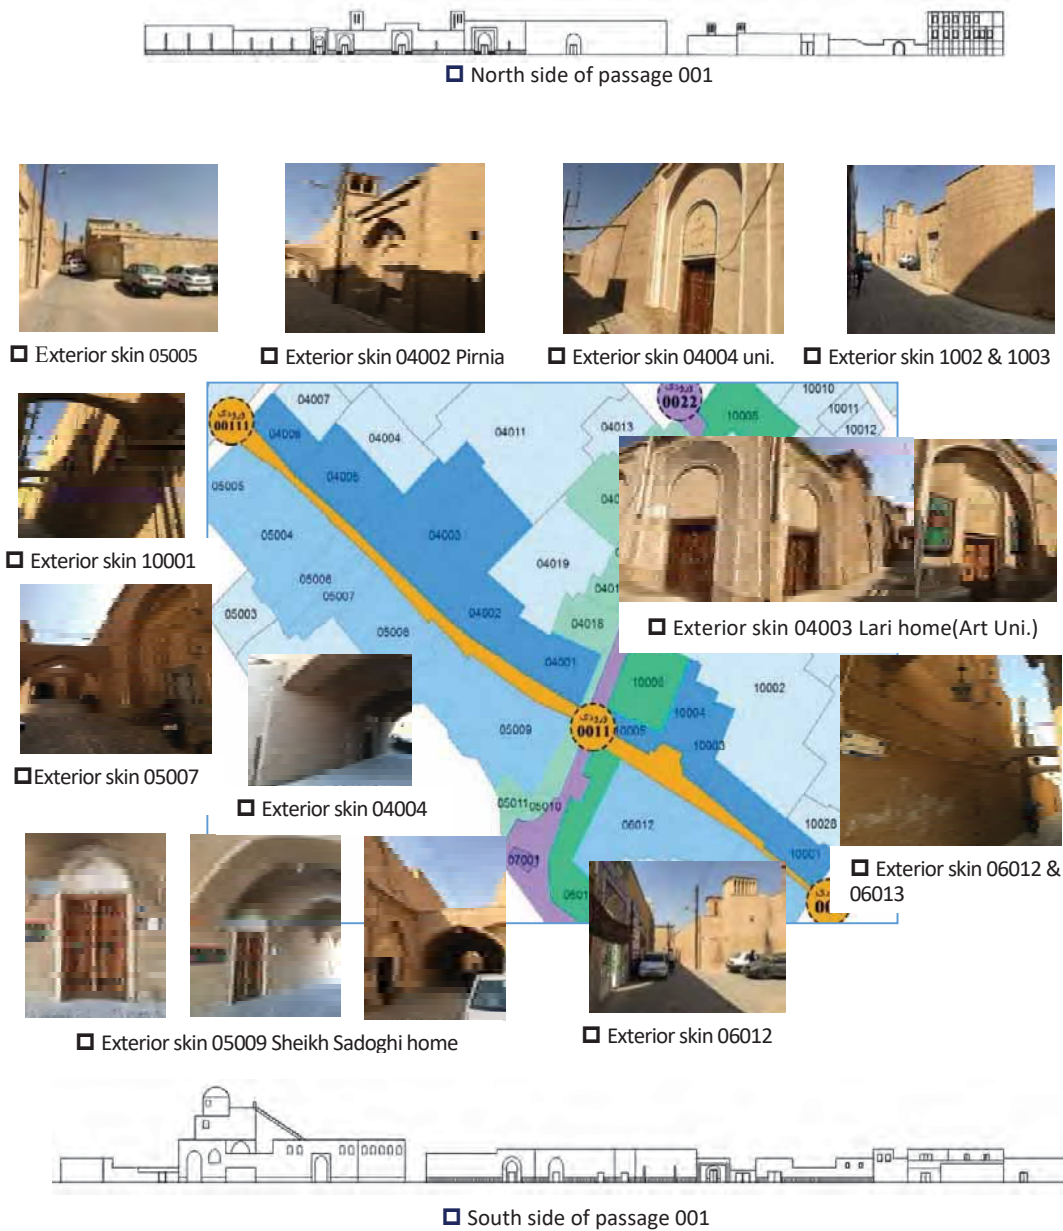 North side of passage 001
Exterior skin 05005
Exterior skin 04002 Pirnia
Exterior skin 04004 uni.
Exterior skin 1002 & 1003
ورودی
00111
04007
04006
04004
04005
04011
04013
ورودی
0022
10005
10010
10011
10012
05005
05004
04003
05006
05007
05003
05008
04002
04019
04018
04001
10006
10002
10004
10005
10003
ورودی
0011
05009
05011
05010
06012
07001
10028
10001
Exterior skin 10001
Exterior skin 04003 Lari home(Art Uni.)
Exterior skin 05007
Exterior skin 04004
Exterior skin 06012 &
06013
Exterior skin 05009 Sheikh Sadoghi home
Exterior skin 06012
South side of passage 001